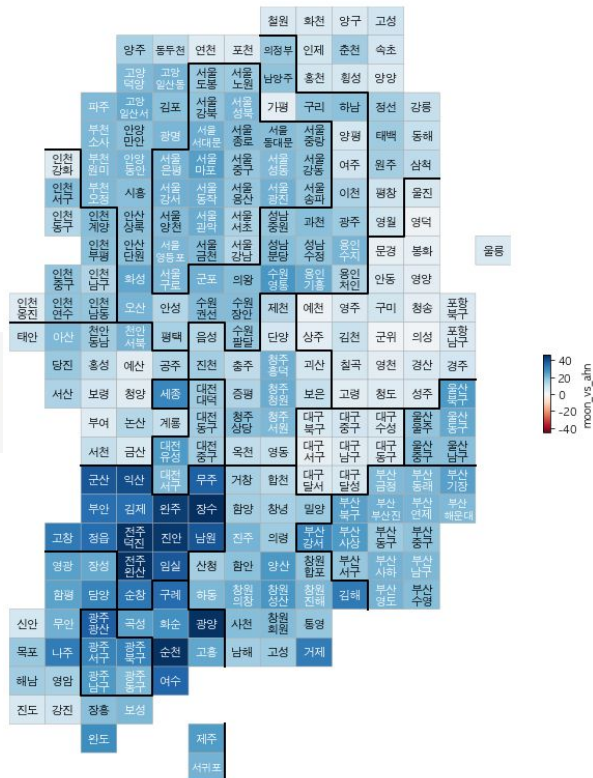 철원 화천 양구 고성
양주 동두천 연천 포천 의정부 인제 춘천 속초
고양 덕양 고양 일산동 서울 도봉 서울 노원 남양주 홍천 횡성 양양
파주 고양 일산서 김포 서울 강북 서울 성북 가평 구리 하남 정선 강릉
부천 소사 안양 만안 광명 서울 서대문 서울 종로 서울 동대문 서울 중랑 양평 태백 동해
인천 강화 부천 원미 안양 동안 서울 은평 서울 마포 서울 중구 서울 성동 서울 강동 여주 원주 삼척
인천 서구 부천 오정 시흥 서울 강서 서울 동작 서울 용산 서울 광진 서울 송파 이천 평창 울진
인천 동구 인천 계양 안산 상록 서울 양천 서울 관악 서울 서초 성남 중원 과천 광주 영월 영덕
인천 부평 안산 단원 서울 영등포 서울 금천 서울 강남 성남 분당 성남 수정 용인 수지 문경 봉화 울릉
인천 중구 인천 남구 화성 서울 구로 군포 의왕 수원 영통 용인 기흥 용인 처인 안동 영양
인천 옹진 인천 연수 인천 남동 오산 안성 수원 권선 수원 장안 제천 예천 영주 구미 청송 포항 북구
태안 아산 천안 동남 천안 서북 평택 음성 수원 팔달 단양 상주 김천 군위 의성 포항 남구
당진 홍성 예산 공주 진천 충주 청주 흥덕 괴산 칠곡 영천 경산 경주
서산 보령 청양 세종 대전 대덕 증평 청주 청원 보은 고령 청도 성주 울산 북구
부여 논산 계룡 대전 동구 청주 상당 청주 서원 대구 북구 대구 중구 대구 수성 울산 울주 울산 동구
서천 금산 대전 유성 대전 중구 옥천 영동 대구 서구 대구 남구 대구 동구 울산 중구 울산 남구
군산 익산 대전 서구 무주 거창 합천 대구 달서 대구 달성 부산 금정 부산 동래 부산 기장
부안 김제 완주 장수 함양 창녕 밀양 부산 북구 부산 부산진 부산 연제 부산 해운대
고창 정읍 전주 덕진 진안 남원 진주 의령 부산 강서 부산 사상 부산 동구 부산 중구
영광 장성 전주 완산 임실 산청 함안 양산 창원 합포 부산 서구 부산 사하 부산 남구
함평 담양 순창 구례 하동 창원 의창 창원 성산 창원 진해 김해 부산 영도 부산 수영
신안 무안 광주 광산 곡성 화순 광양 사천 창원 회원 통영
목포 나주 광주 서구 광주 북구 순천 고흥 남해 고성 거제
해남 영암 광주 남구 광주 동구 여수
진도 강진 장흥 보성
완도 제주
서귀포
40
20
0
-20
-40
moon_vs_ahn